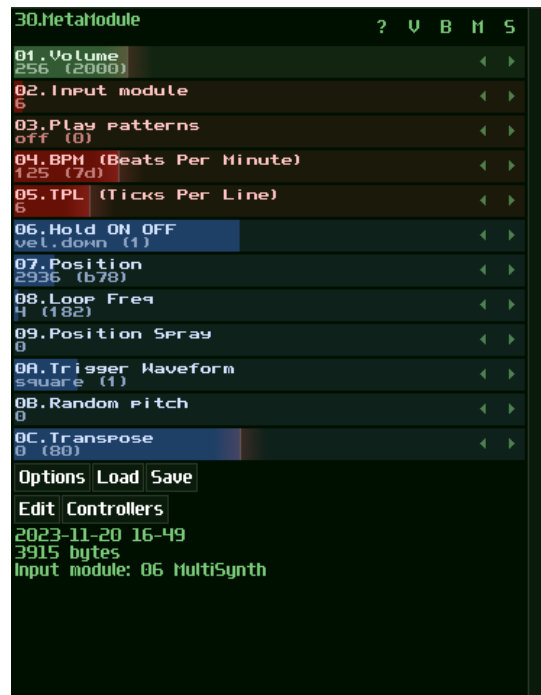 30.MetaModule ? V B M S
01.Volume
256 (2000)
02.Input module
6
03.Play patterns
off (0)
04.BPM (Beats Per Minute)
125 (7d)
05.TPL (Ticks Per Line)
6
06.Hold ON OFF
vel.down (1)
07.Position
2936 (b78)
08.Loop Freq
4 (182)
09.Position Spray
0
0A.Trigger Waveform
square (1)
0B.Random pitch
0
0C.Transpose
0 (80)
Options Load Save
Edit Controllers
2023-11-20 16-49
3915 bytes
Input module: 06 MultiSynth